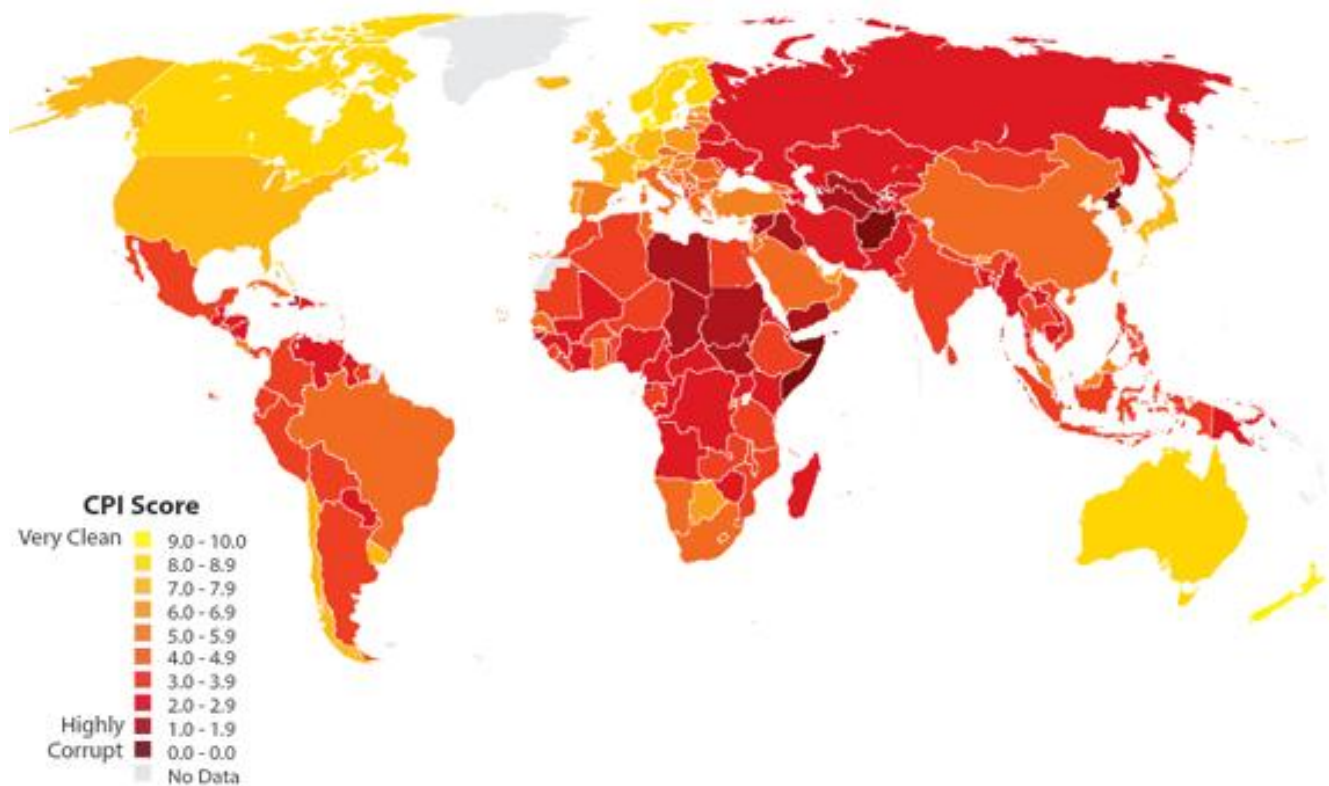 CPI Score
Very Clean
9.0 - 10.0
8.0 - 8.9
7.0 - 7.9
6.0 - 6.9
5.0 - 5.9
4.0 - 4.9
3.0 - 3.9
2.0 - 2.9
Highly 1.0 - 1.9
Corrupt 0.0 - 0.0
No Data